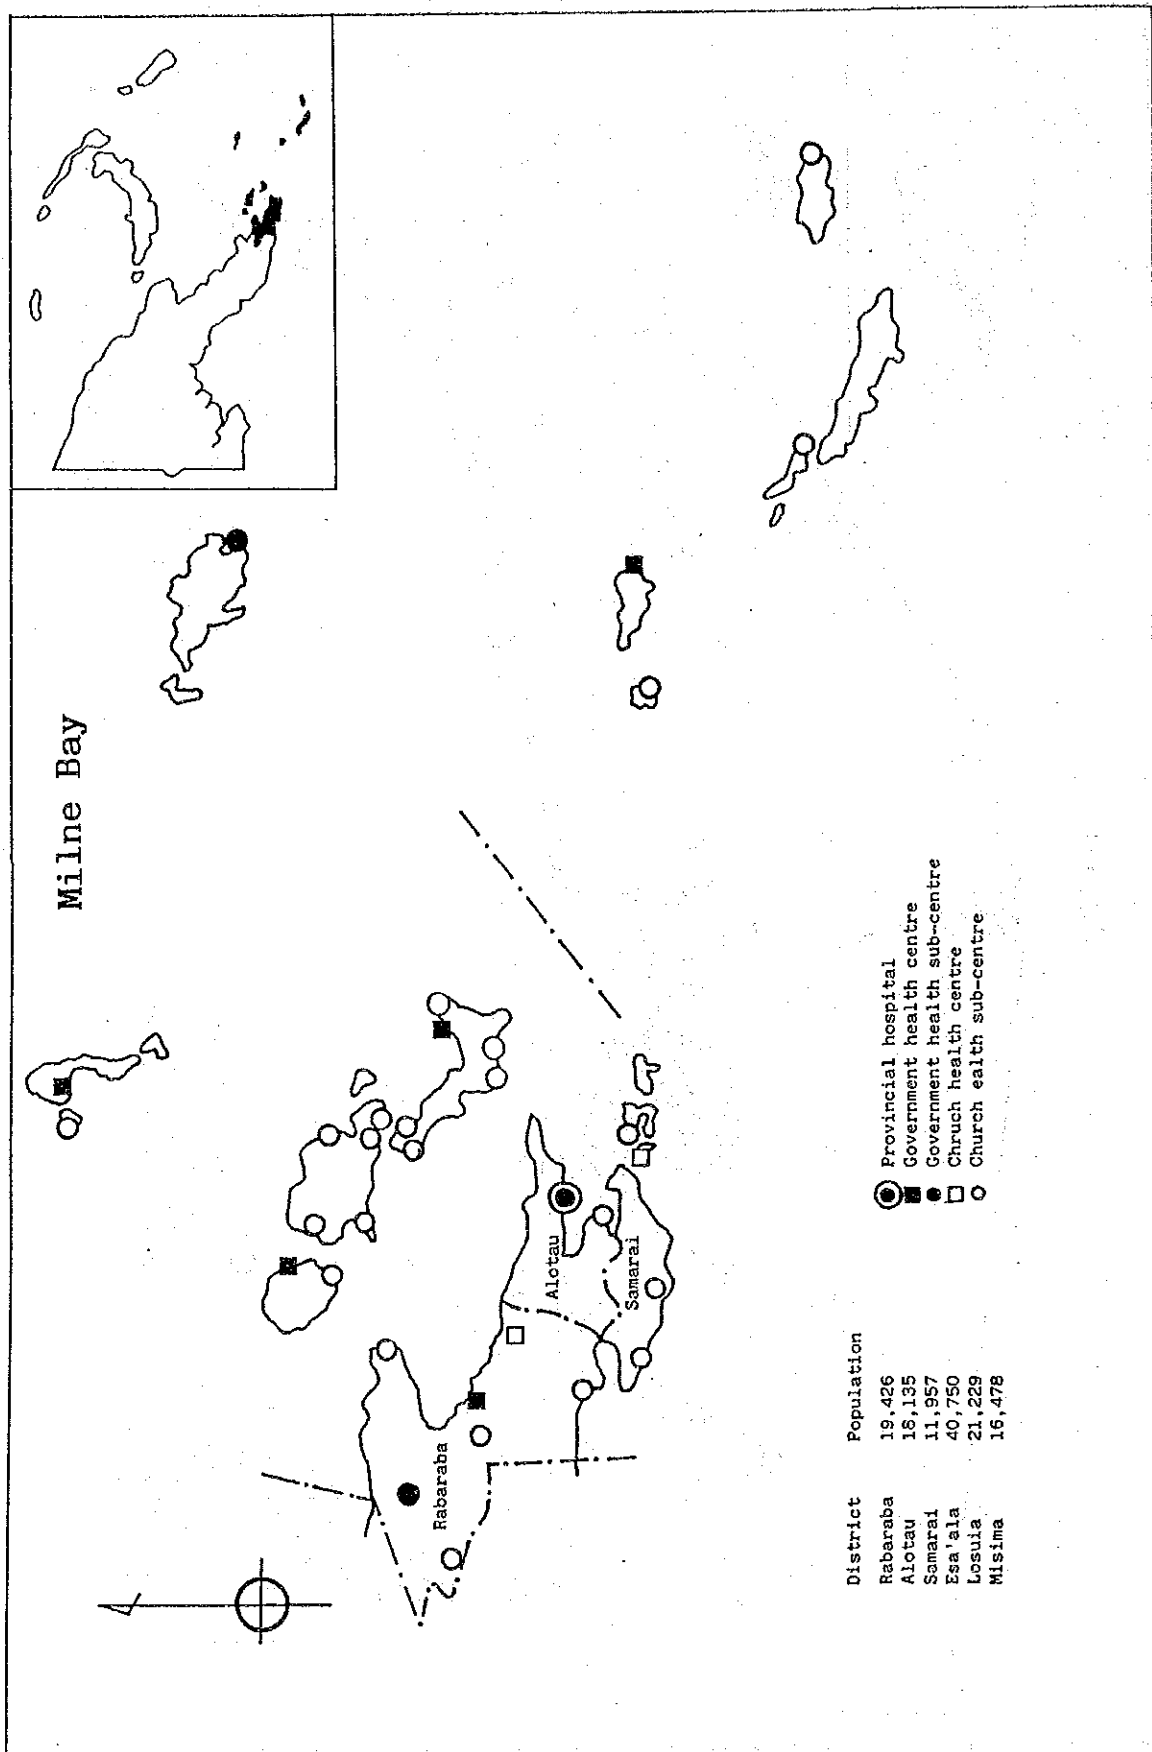 Milne Bay
Rabaraba
Alotau
Samarai
District Population
Rabaraba 19,426
Alotau 18,135
Samarai 11,957
Esa'ala 40,750
Losuia 21,229
Misima 16,478
Provincial hospital
Government health centre
Government health sub-centre
Chruch health centre
Church ealth sub-centre